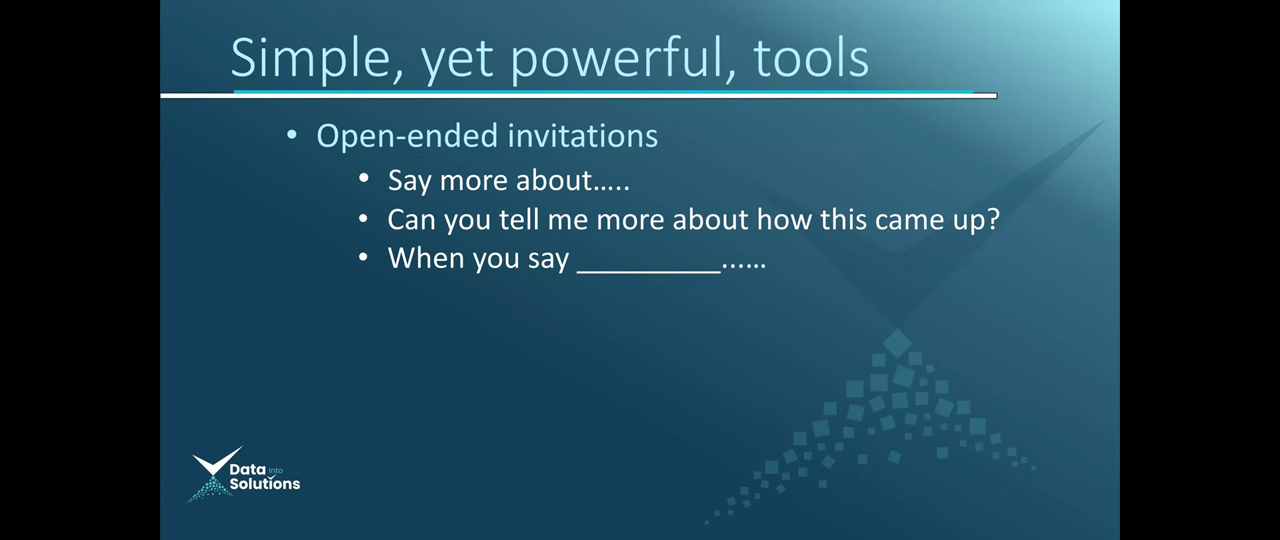 Simple, yet powerful, tools
• Open-ended invitations
• Say more about…..
• Can you tell me more about how this came up?
• When you say _________……
Data into
Solutions